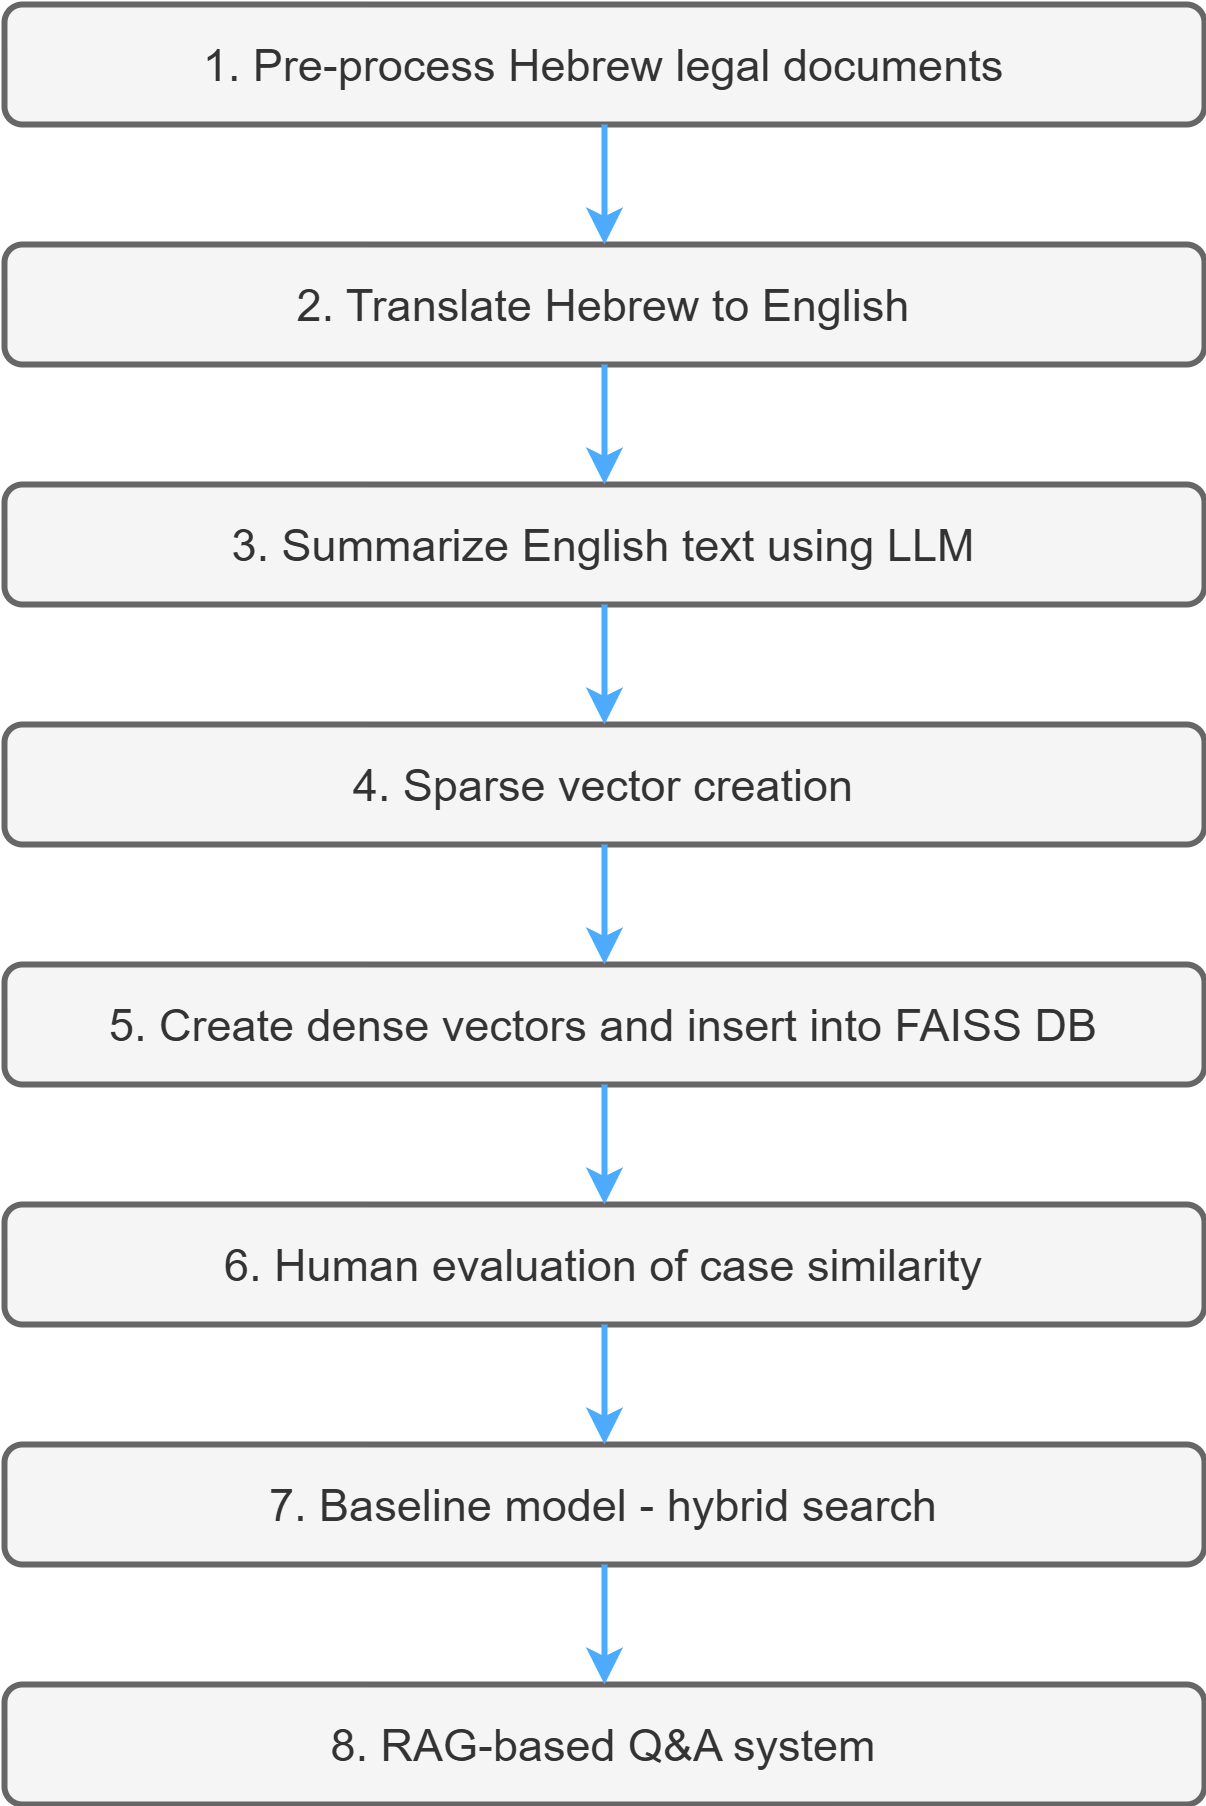 1. Pre-process Hebrew legal documents
2. Translate Hebrew to English
3. Summarize English text using LLM
4. Sparse vector creation
5. Create dense vectors and insert into FAISS DB
6. Human evaluation of case similarity
7. Baseline model - hybrid search
8. RAG-based Q&A system